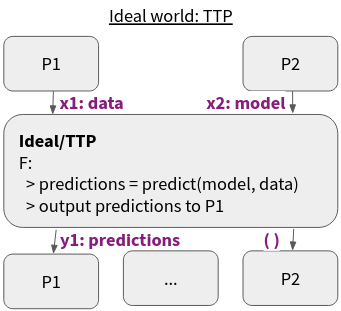 Ideal world: TTP
P1
P2
x1: data
x2: model
Ideal/TTP
F:
> predictions = predict(model, data)
> output predictions to P1
y1: predictions
( )
P1
...
P2